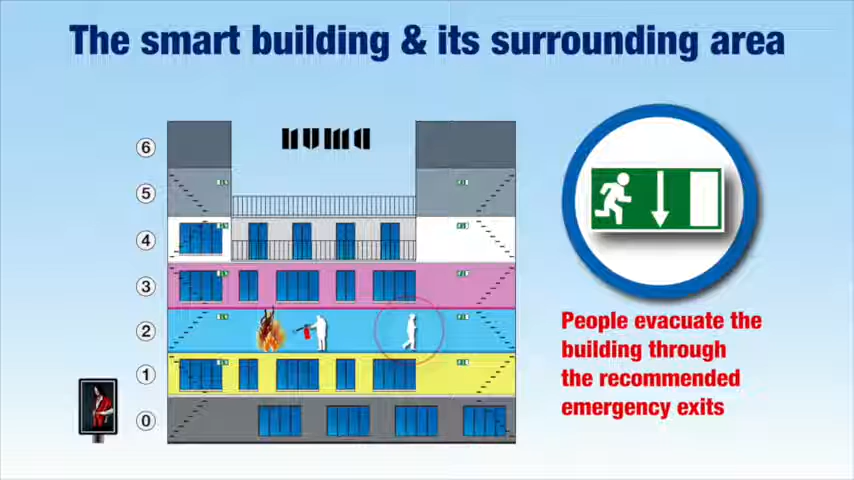 The smart building & its surrounding area
numa
6
5
4
3
2
1
0
People evacuate the
building through
the recommended
emergency exits